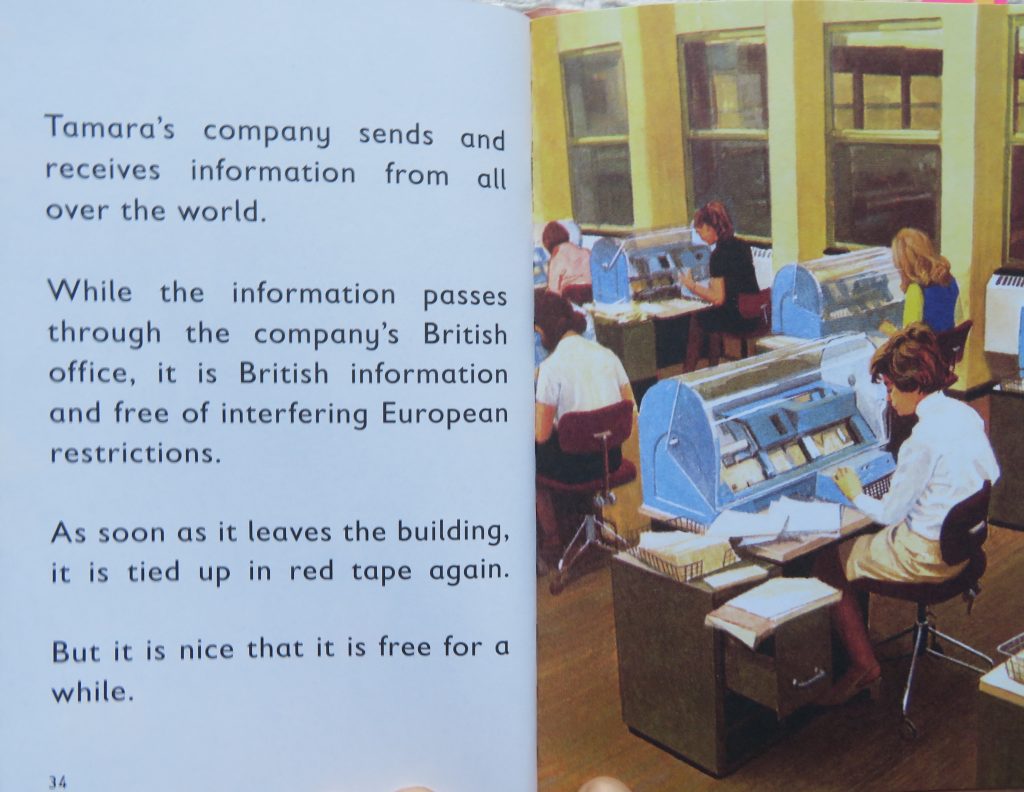 Tamara's company sends and
receives information from all
over the world.
While the information passes
through the company's British
office, it is British information
and free of interfering European
restrictions.
As soon as it leaves the building,
it is tied up in red tape again.
But it is nice that it is free for a
while.
34